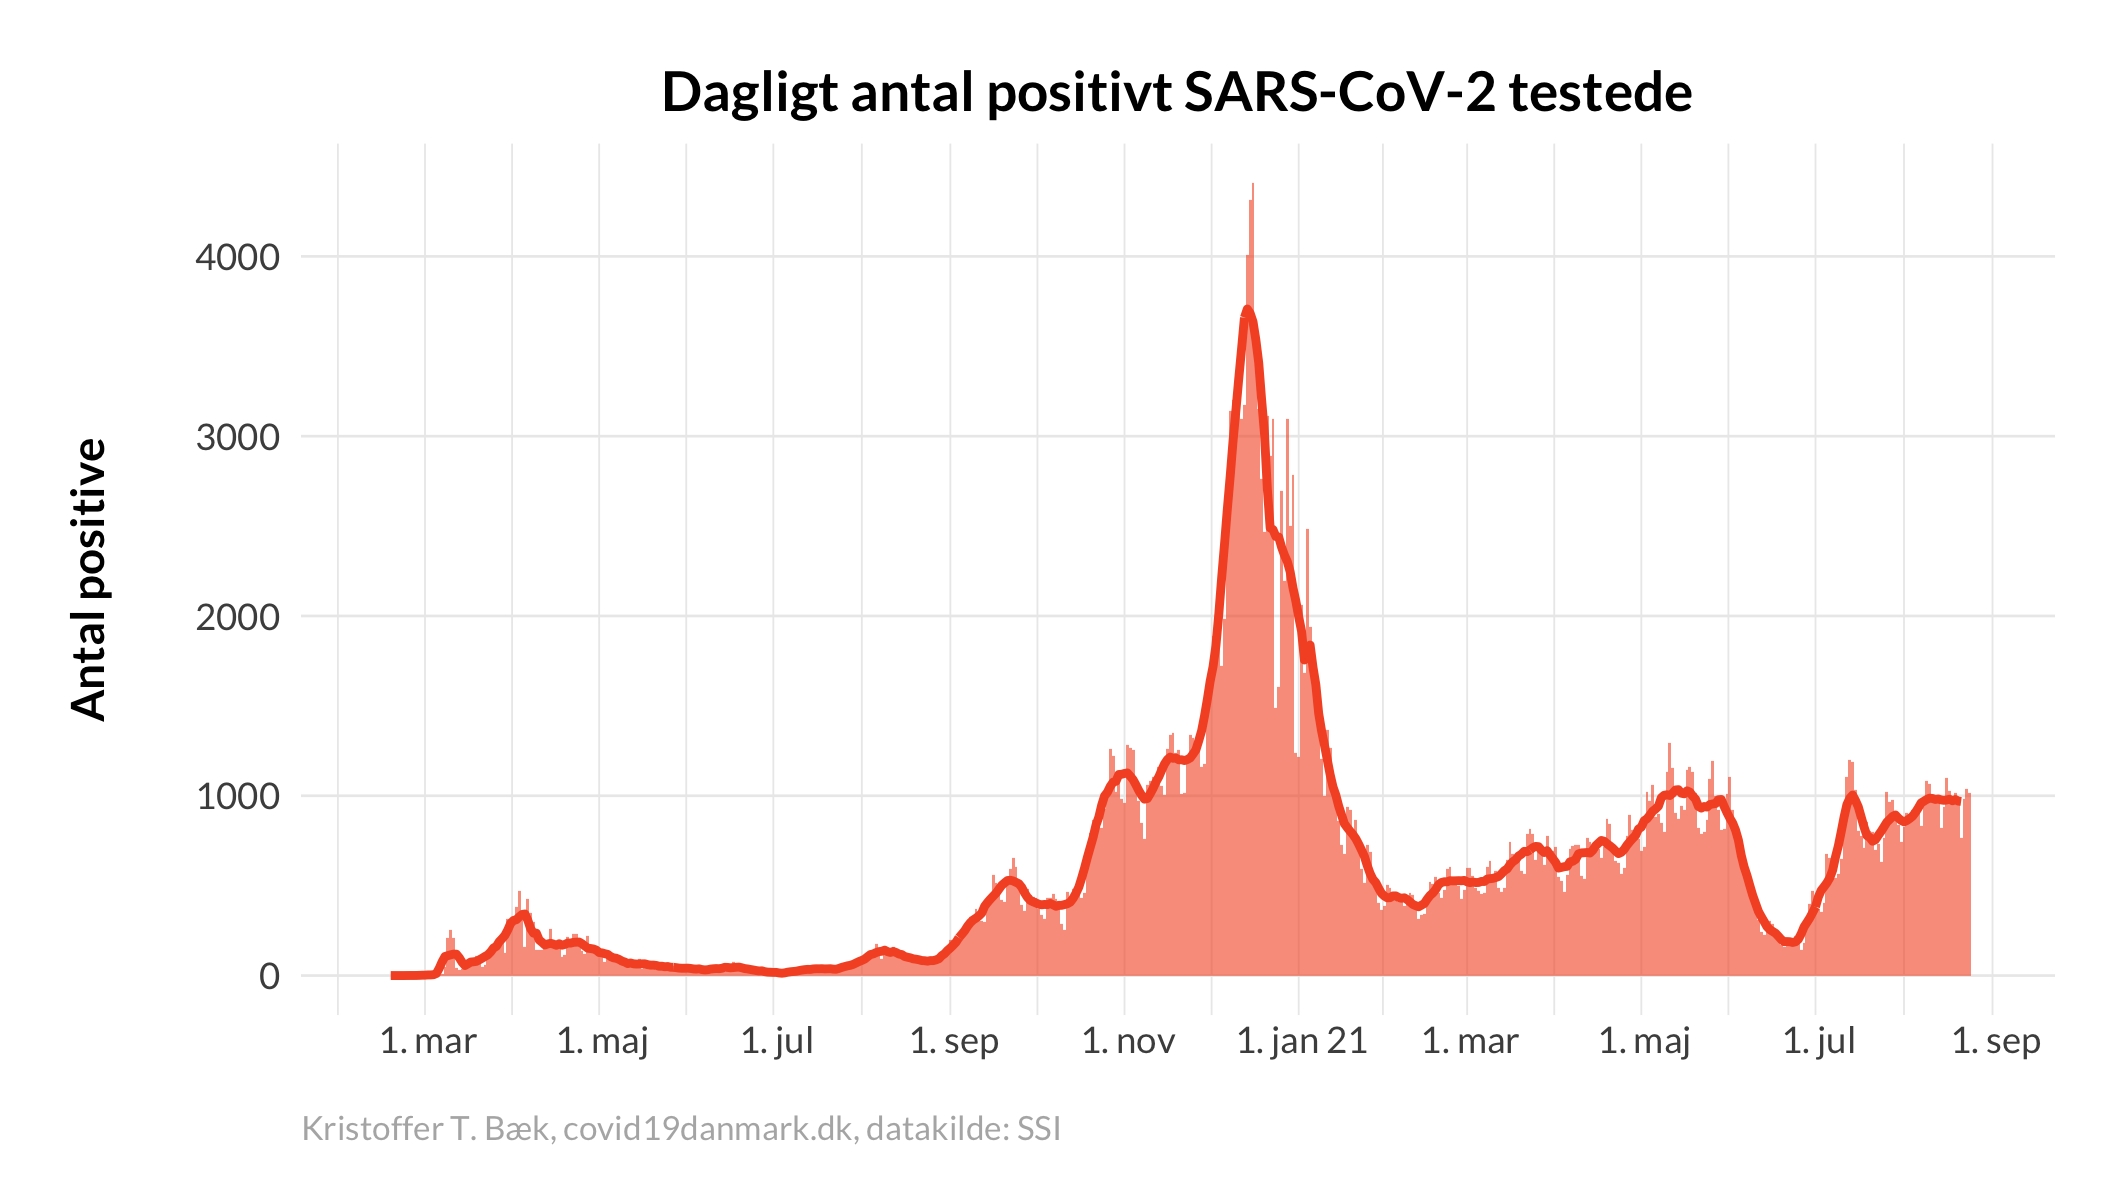 Dagligt antal positivt SARS-CoV-2 testede
Antal positive
4000
3000
2000
1000
0
1. mar
1. maj
1. jul
1. sep
1. nov
1. jan 21
1. mar
1. maj
1. jul
1. sep
Kristoffer T. Bæk, covid19danmark.dk, datakilde: SSI